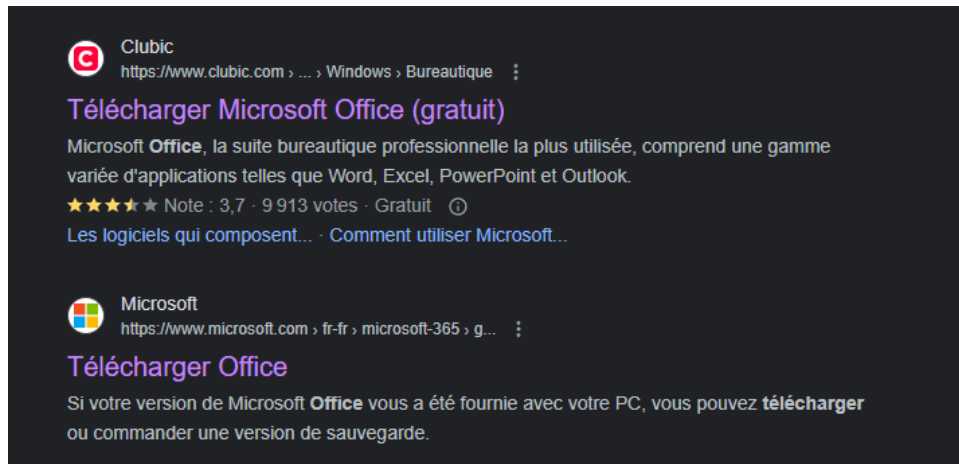 Clubic
https://www.clubic.com › ... › Windows › Bureautique
Télécharger Microsoft Office (gratuit)
Microsoft Office, la suite bureautique professionnelle la plus utilisée, comprend une gamme
variée d'applications telles que Word, Excel, PowerPoint et Outlook.
Note : 3,7 · 9 913 votes · Gratuit
Les logiciels qui composent... · Comment utiliser Microsoft...
Microsoft
https://www.microsoft.com › fr-fr › microsoft-365 › g...
Télécharger Office
Si votre version de Microsoft Office vous a été fournie avec votre PC, vous pouvez télécharger
ou commander une version de sauvegarde.